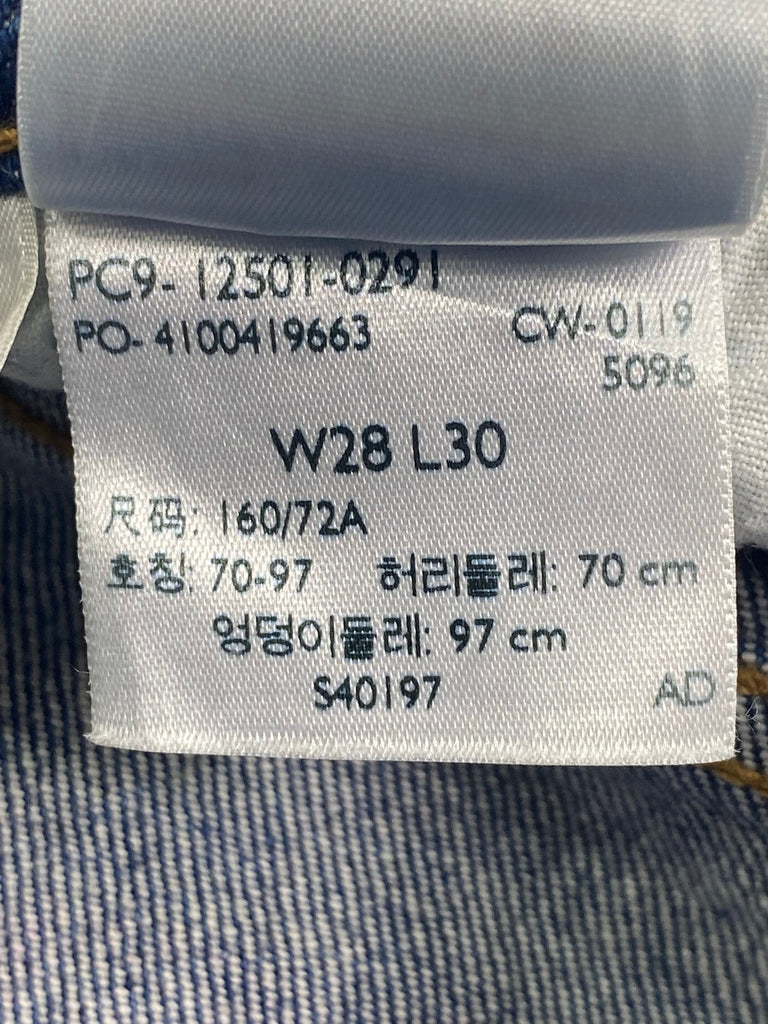 PC9-12501-0291
PO-4100419663 CW-0119
5096
W28 L30
尺码: 160/72A
호칭: 70-97 허리둘레: 70 cm
엉덩이둘레: 97 cm
S40197 AD